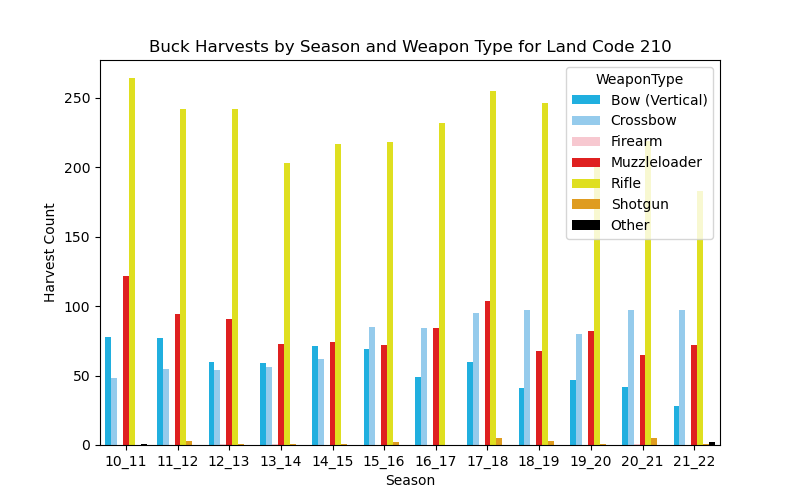 Buck Harvests by Season and Weapon Type for Land Code 210
WeaponType
Bow (Vertical)
Crossbow
Firearm
Muzzleloader
Rifle
Shotgun
Other
Harvest Count
250
200
150
100
50
0
10_11 11_12 12_13 13_14 14_15 15_16 16_17 17_18 18_19 19_20 20_21 21_22
Season